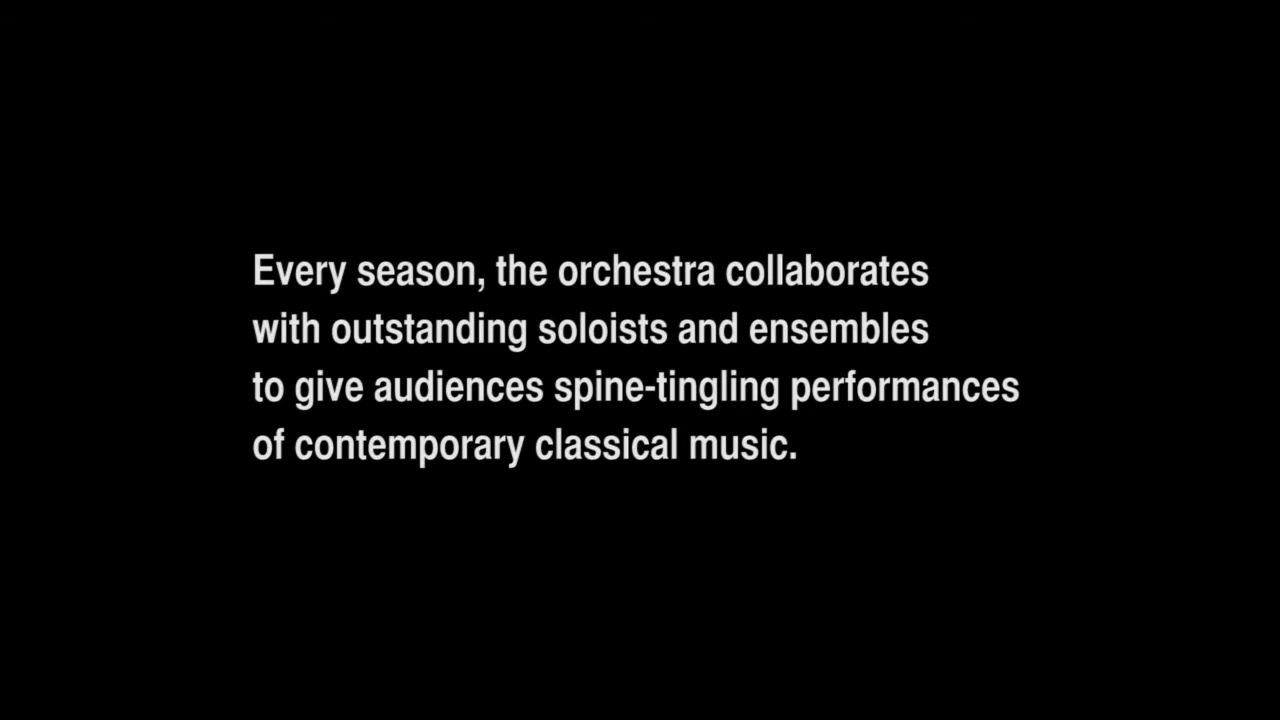 Every season, the orchestra collaborates
with outstanding soloists and ensembles
to give audiences spine-tingling performances
of contemporary classical music.